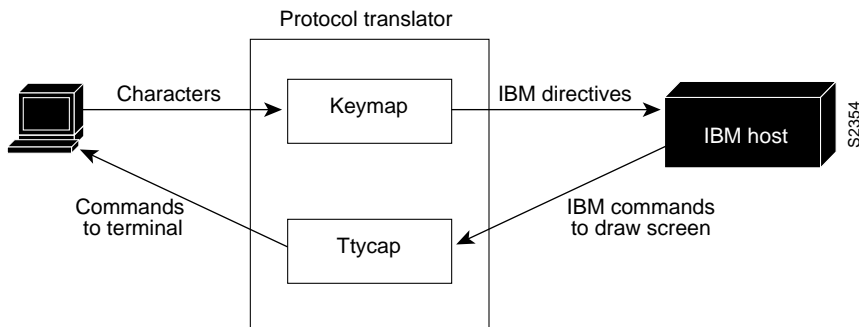 Protocol translator
Characters
Keymap
IBM directives
IBM host
S2354
Commands
to terminal
Ttycap
IBM commands
to draw screen